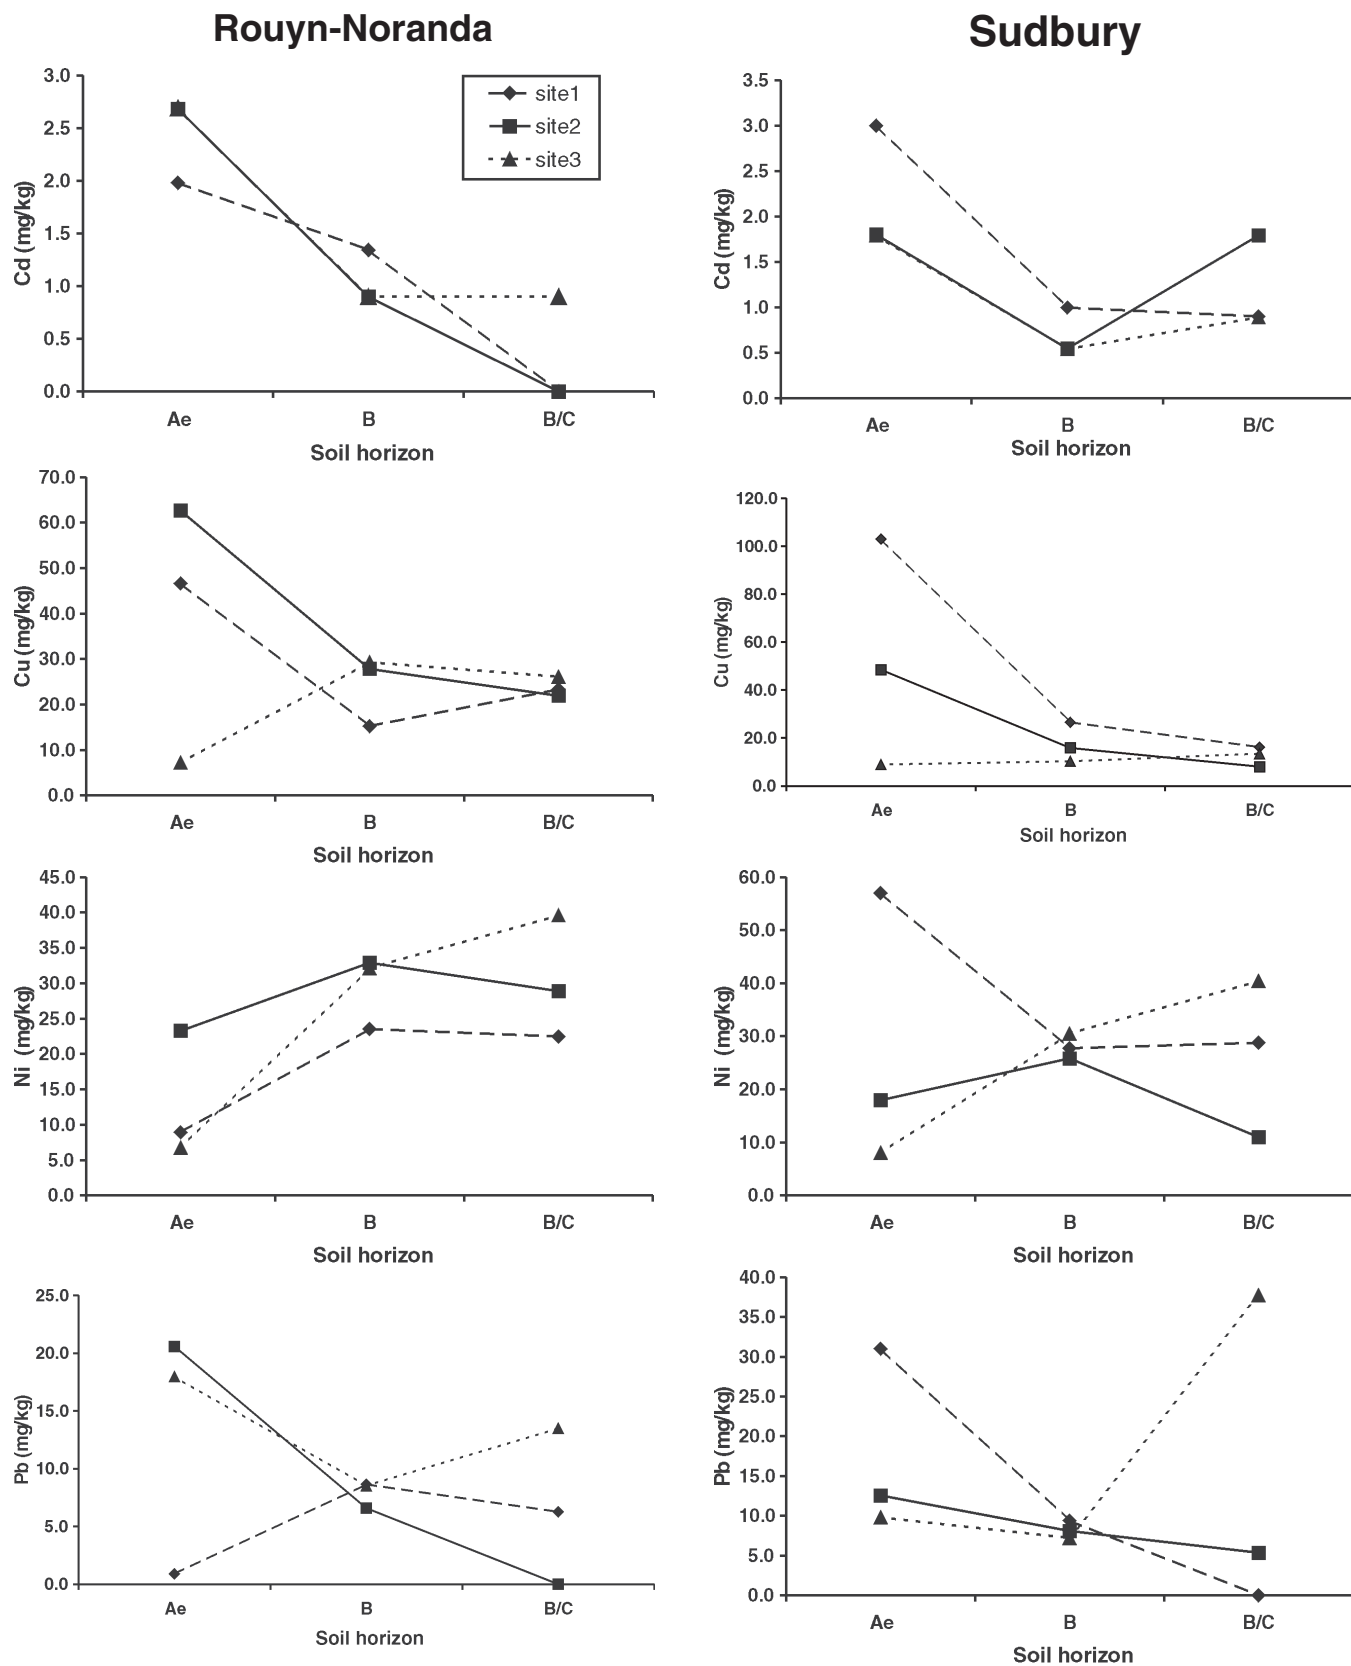 Rouyn-Noranda
Sudbury
3.0
2.5
2.0
1.5
1.0
0.5
0.0
Cd (mg/kg)
site1
site2
site3
Ae
B
B/C
Soil horizon
3.5
3.0
2.5
2.0
1.5
1.0
0.5
0.0
Cd (mg/kg)
Ae
B
B/C
Soil horizon
70.0
60.0
50.0
40.0
30.0
20.0
10.0
0.0
Cu (mg/kg)
Ae
B
B/C
Soil horizon
120.0
100.0
80.0
60.0
40.0
20.0
0.0
Cu (mg/kg)
Ae
B
B/C
Soil horizon
45.0
40.0
35.0
30.0
25.0
20.0
15.0
10.0
5.0
0.0
Ni (mg/kg)
Ae
B
B/C
Soil horizon
60.0
50.0
40.0
30.0
20.0
10.0
0.0
Ni (mg/kg)
Ae
B
B/C
Soil horizon
25.0
20.0
15.0
10.0
5.0
0.0
Pb (mg/kg)
Ae
B
B/C
Soil horizon
40.0
35.0
30.0
25.0
20.0
15.0
10.0
5.0
0.0
Pb (mg/kg)
Ae
B
B/C
Soil horizon